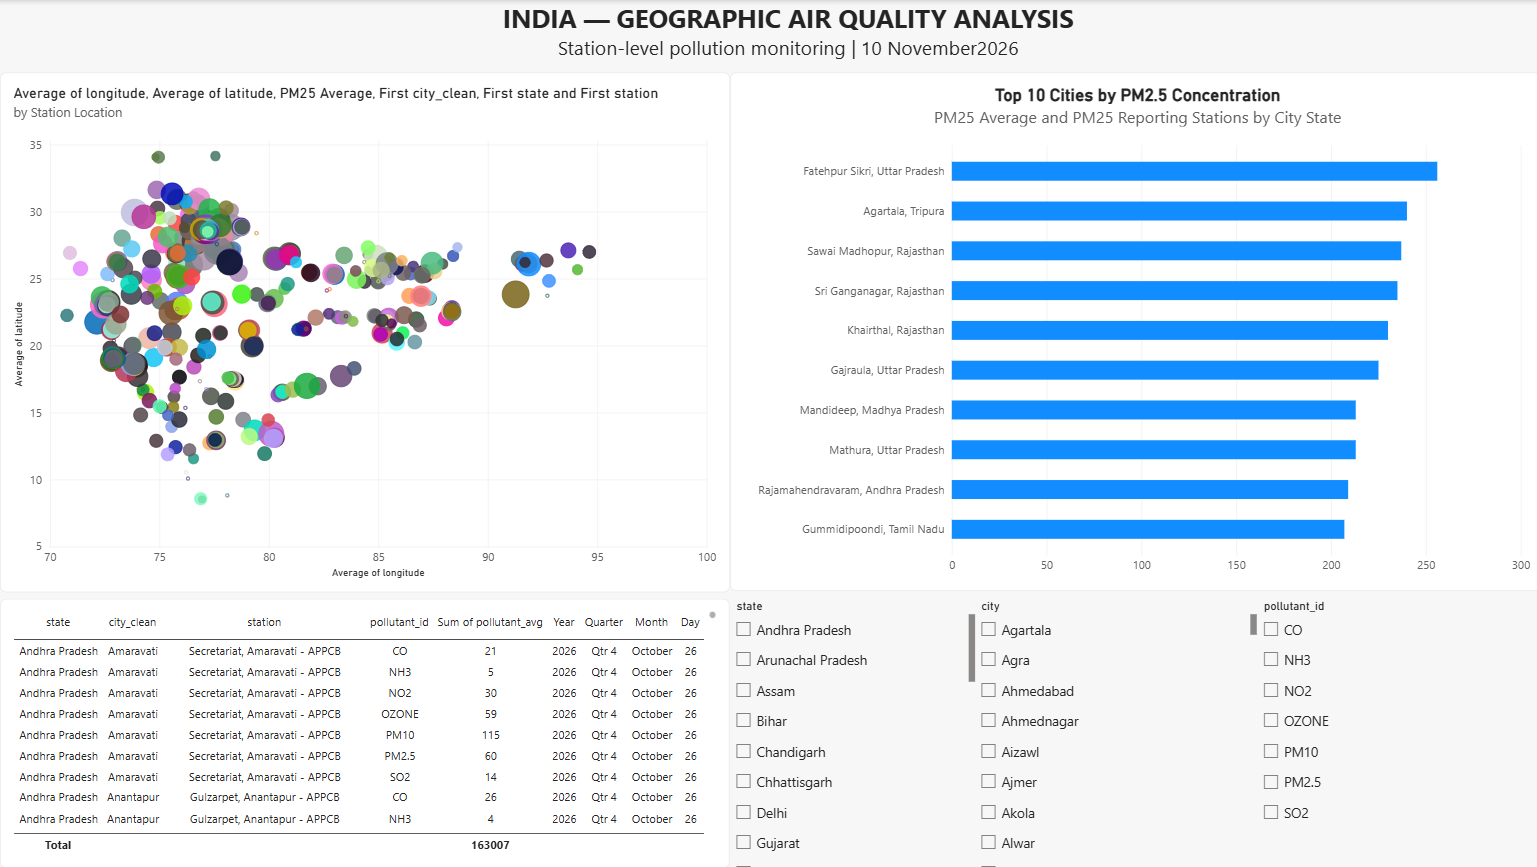 INDIA — GEOGRAPHIC AIR QUALITY ANALYSIS
Station-level pollution monitoring | 10 November2026
Average of longitude, Average of latitude, PM25 Average, First city_clean, First state and First station
by Station Location
35
30
25
20
15
10
5
Average of latitude
70 75 80 85 90 95 100
Average of longitude
Top 10 Cities by PM2.5 Concentration
PM25 Average and PM25 Reporting Stations by City State
Fatehpur Sikri, Uttar Pradesh
Agartala, Tripura
Sawai Madhopur, Rajasthan
Sri Ganganagar, Rajasthan
Khairthal, Rajasthan
Gajraula, Uttar Pradesh
Mandideep, Madhya Pradesh
Mathura, Uttar Pradesh
Rajamahendravaram, Andhra Pradesh
Gummidipoondi, Tamil Nadu
0 50 100 150 200 250 300
state city_clean station pollutant_id Sum of pollutant_avg Year Quarter Month Day
Andhra Pradesh Amaravati Secretariat, Amaravati - APPCB CO 21 2026 Qtr 4 October 26
Andhra Pradesh Amaravati Secretariat, Amaravati - APPCB NH3 5 2026 Qtr 4 October 26
Andhra Pradesh Amaravati Secretariat, Amaravati - APPCB NO2 30 2026 Qtr 4 October 26
Andhra Pradesh Amaravati Secretariat, Amaravati - APPCB OZONE 59 2026 Qtr 4 October 26
Andhra Pradesh Amaravati Secretariat, Amaravati - APPCB PM10 115 2026 Qtr 4 October 26
Andhra Pradesh Amaravati Secretariat, Amaravati - APPCB PM2.5 60 2026 Qtr 4 October 26
Andhra Pradesh Amaravati Secretariat, Amaravati - APPCB SO2 14 2026 Qtr 4 October 26
Andhra Pradesh Anantapur Gulzarpet, Anantapur - APPCB CO 26 2026 Qtr 4 October 26
Andhra Pradesh Anantapur Gulzarpet, Anantapur - APPCB NH3 4 2026 Qtr 4 October 26
Total 163007
state
Andhra Pradesh
Arunachal Pradesh
Assam
Bihar
Chandigarh
Chhattisgarh
Delhi
Gujarat
city
Agartala
Agra
Ahmedabad
Ahmednagar
Aizawl
Ajmer
Akola
Alwar
pollutant_id
CO
NH3
NO2
OZONE
PM10
PM2.5
SO2